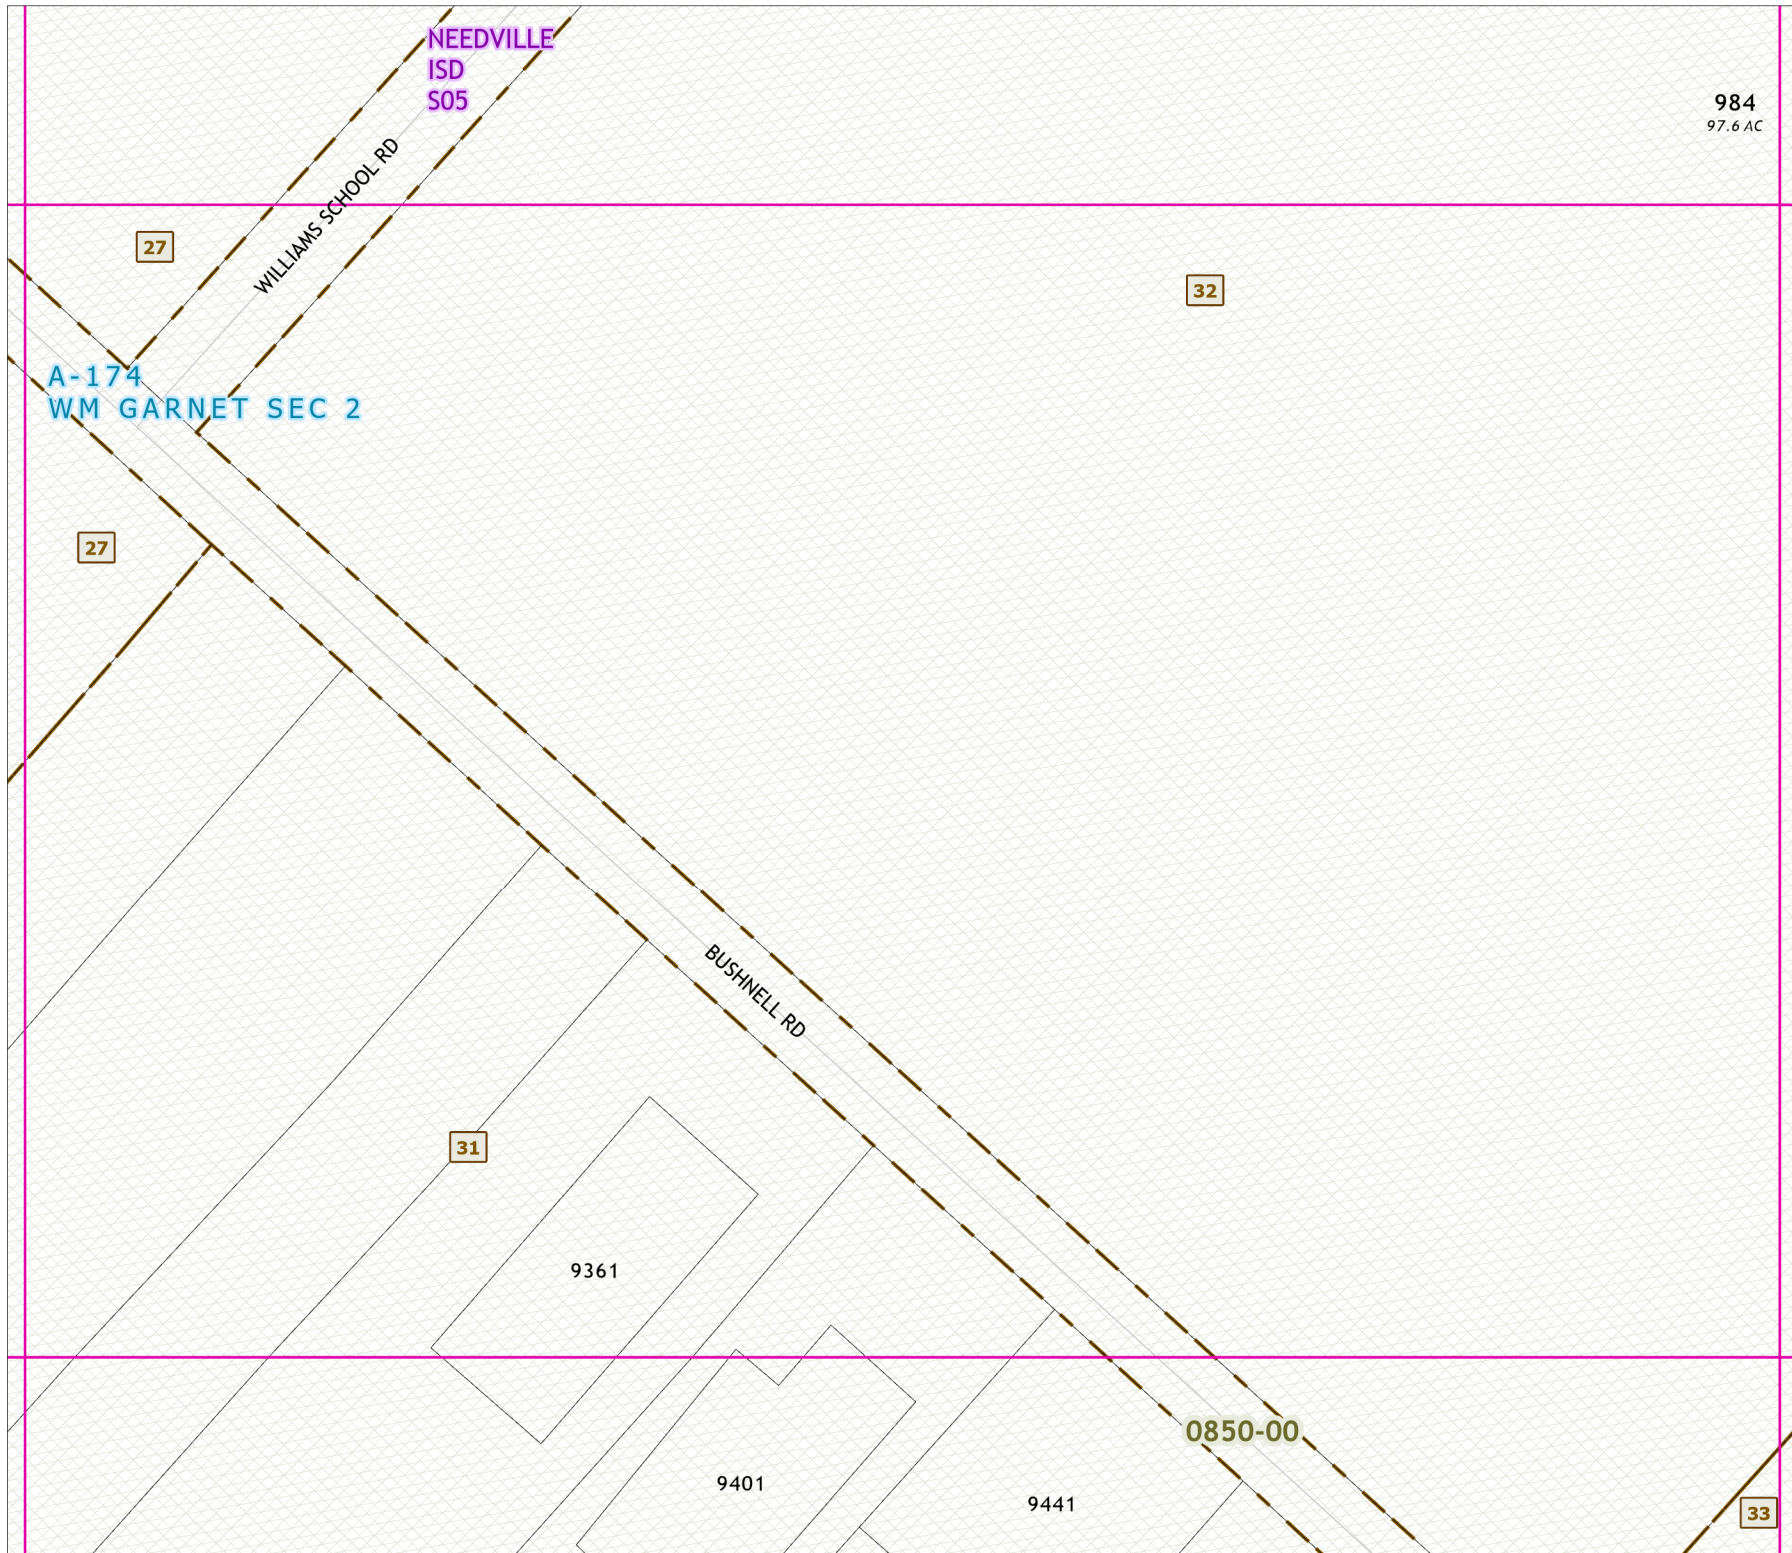 NEEDVILLE
ISD
S05
984
97.6 AC
WILLIAMS SCHOOL RD
27
32
A-174
WM GARNET SEC 2
27
BUSHNELL RD
31
9361
0850-00
9401
9441
33